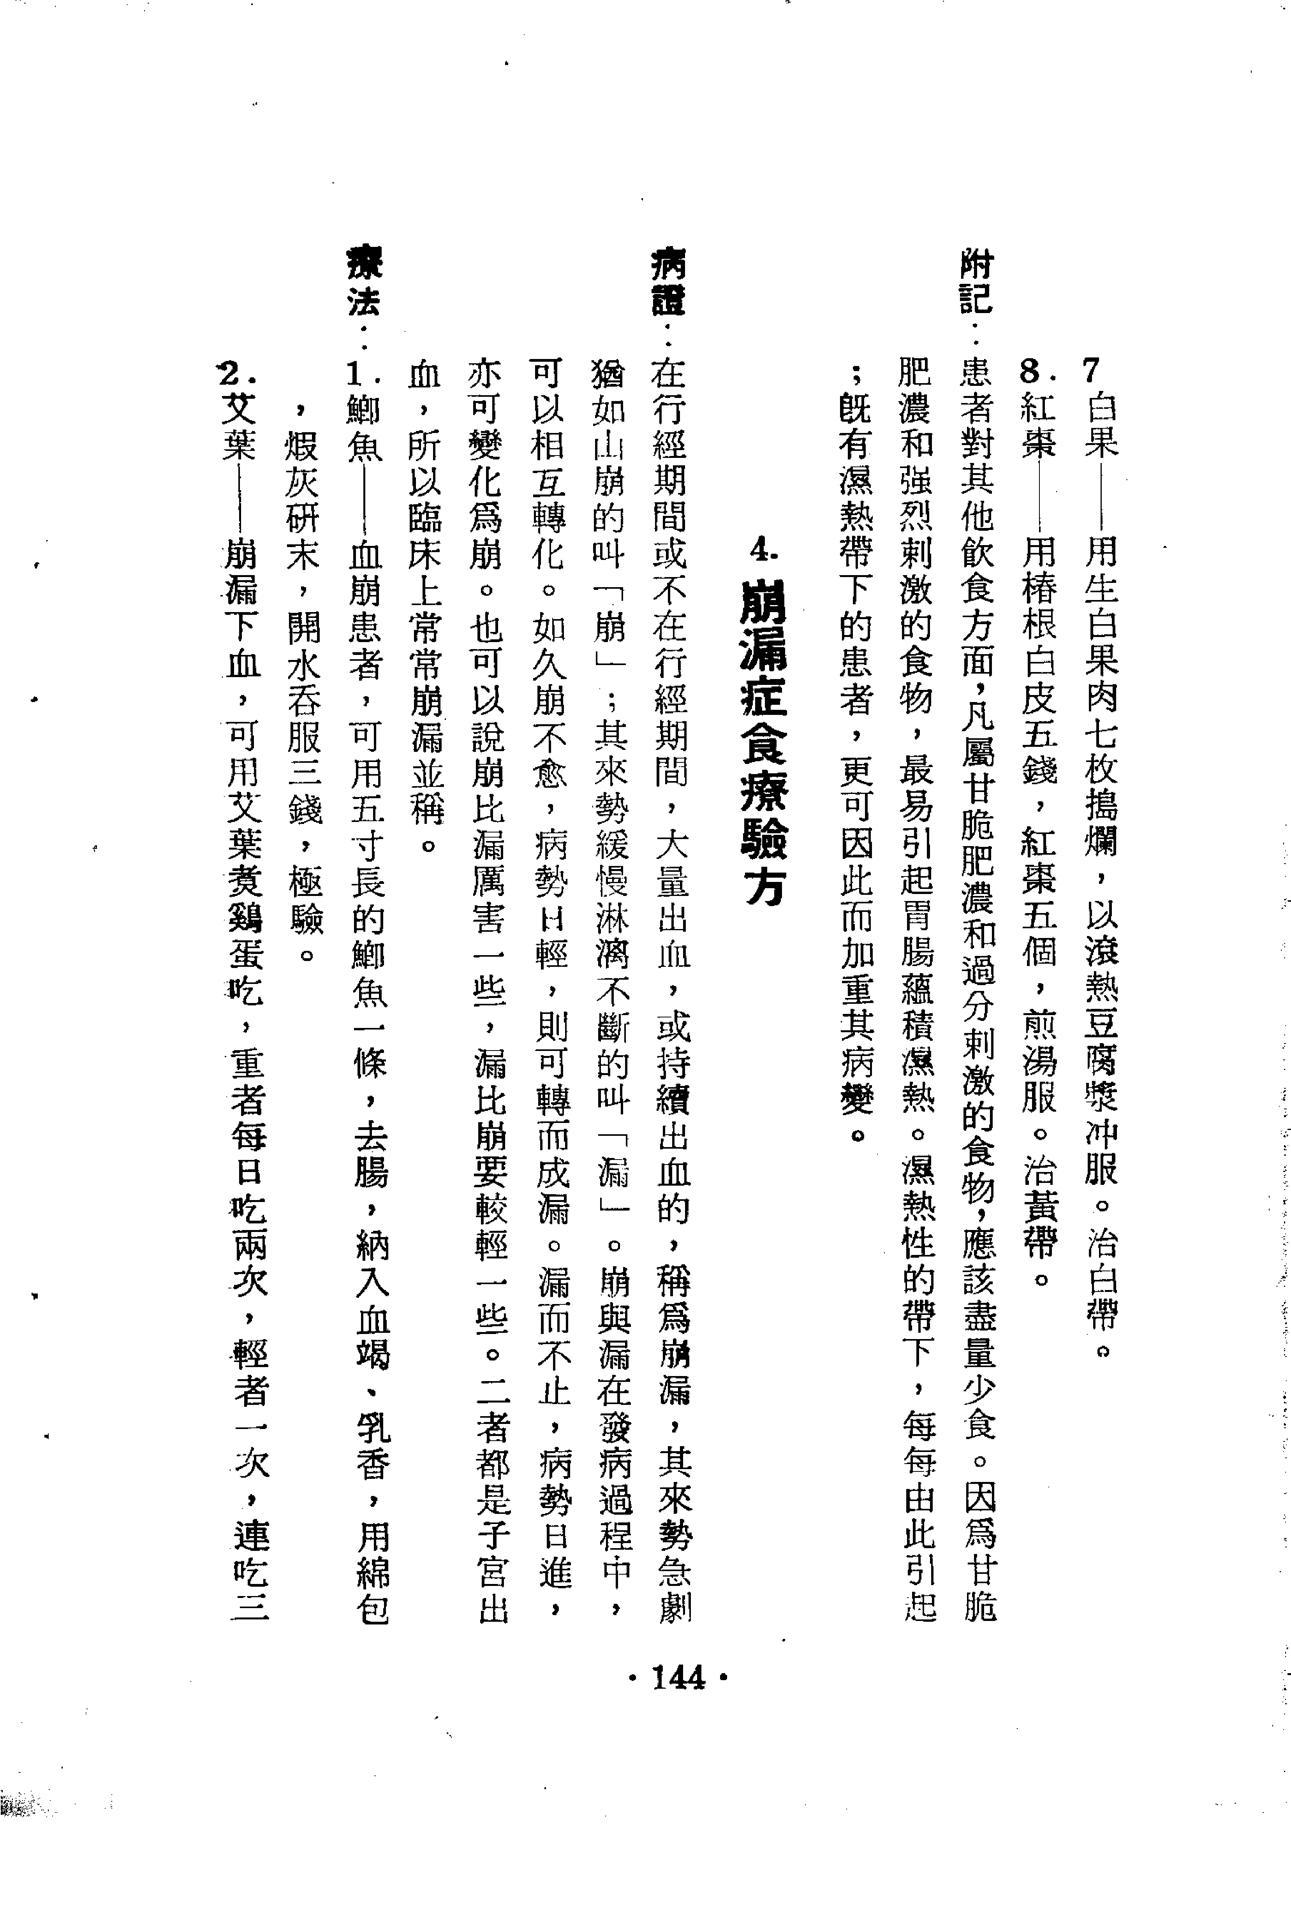 7白果——用生白果肉七枚搗爛，以滾熱豆腐漿冲服。治白帶。
8.紅棗——用椿根白皮五錢，紅棗五個，煎湯服。治黃帶。
附記：患者對其他飲食方面，凡屬甘脆肥濃和過分刺激的食物，應該盡量少食。因爲甘脆
肥濃和强烈刺激的食物，最易引起胃腸蘊積濕熱。濕熱性的帶下，每每由此引起
；旣有濕熱帶下的患者，更可因此而加重其病變。
4.崩漏症食療驗方
病證：在行經期間或不在行經期間，大量出血，或持續出血的，稱爲崩漏，其來勢急劇
猶如山崩的叫「崩」；其來勢緩慢淋漓不斷的叫「漏」。崩與漏在發病過程中，
可以相互轉化。如久崩不愈，病勢日輕，則可轉而成漏。漏而不止，病勢日進，
亦可變化爲崩。也可以說崩比漏厲害一些，漏比崩要較輕一些。二者都是子宮出
血，所以臨床上常常崩漏並稱。
療法：1.鯽魚——血崩患者，可用五寸長的鯽魚一條，去腸，納入血竭、乳香，用綿包
，煆灰研末，開水吞服三錢，極驗。
2.艾葉——崩漏下血，可用艾葉煑鷄蛋吃，重者每日吃兩次，輕者一次，連吃三
·144·